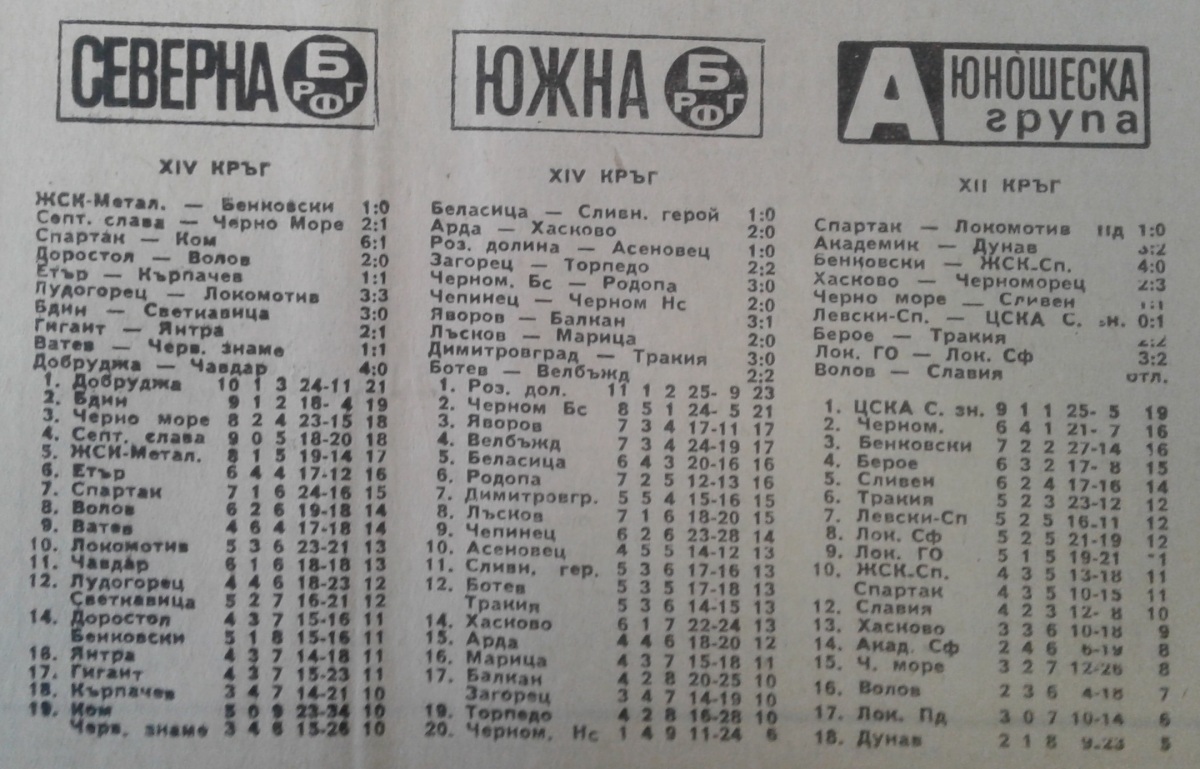 СЕВЕРНА Б РФГ
XIV КРЪГ
ЖСК-Метал. — Бенковски 1:0
Септ. слава — Черно Море 2:1
Спартак — Ком 6:1
Доростол — Волов 2:0
Етър — Кърпачев 1:1
Лудогорец — Локомотив 3:3
Бдин — Светкавица 3:0
Гигант — Янтра 2:1
Ватев — Черв. знаме 1:1
Добруджа — Чавдар 4:0
1. Добруджа 10 1 3 24-11 21
2. Бдин 9 1 2 16- 4 19
3. Черно море 8 2 4 23-15 18
4. Септ. слава 9 0 5 18-20 18
5. ЖСК-Метал. 8 1 5 19-14 17
6. Етър 6 4 4 17-12 16
7. Спартак 7 1 6 24-16 15
8. Волов 6 2 6 19-18 14
9. Ватев 4 6 4 17-18 14
10. Локомотив 5 3 6 23-21 13
11. Чавдар 6 1 6 18-18 13
12. Лудогорец 4 4 6 18-23 12
Светкавица 5 2 7 16-21 12
14. Доростол 4 3 7 15-16 11
Бенковски 5 1 8 15-16 11
16. Янтра 4 3 7 14-18 11
17. Гигант 4 3 7 15-23 11
18. Кърпачев 3 4 7 14-21 10
19. Ком 5 0 9 23-34 10
Черв. знаме 3 4 6 15-26 10
ЮЖНА Б РФГ
XIV КРЪГ
Беласица — Сливн. герой 1:0
Арда — Хасково 2:0
Роз. долина — Асеновец 1:0
Загорец — Торпедо 2:2
Черном. Бс — Родопа 3:0
Чепинец — Черном Нс 2:0
Яворов — Балкан 3:1
Лъсков — Марица 2:0
Димитровград — Тракия 3:0
Ботев — Велбъжд 2:2
1. Роз. дол. 11 1 2 25- 9 23
2. Черном Бс 8 5 1 24- 5 21
3. Яворов 7 3 4 17-11 17
4. Велбъжд 7 3 4 24-19 17
5. Беласица 6 4 3 20-16 16
6. Родопа 7 2 5 12-13 16
7. Димитровгр. 5 5 4 15-16 15
8. Лъсков 7 1 6 18-20 15
9. Чепинец 6 2 6 23-28 14
10. Асеновец 4 5 5 14-12 13
11. Сливн. гер. 5 3 6 17-16 13
12. Ботев 5 3 5 17-18 13
Тракия 5 3 6 14-15 13
14. Хасково 6 1 7 22-24 13
15. Арда 4 4 6 18-20 12
16. Марица 4 3 7 15-18 11
17. Балкан 4 2 8 20-25 10
Загорец 3 4 7 14-19 10
19. Торпедо 4 2 8 16-28 10
20. Черном. Нс 1 4 9 11-24 6
А ЮНОШЕСКА група
XII КРЪГ
Спартак — Локомотив Пд 1:0
Академик — Дунав
Бенковски — ЖСК-Сп. 4:0
Хасково — Черноморец 2:3
Черно море — Сливен
Левски-Сп. — ЦСКА С. зн. 0:1
Берое — Тракия
Лок. ГО — Лок. Сф 3:2
Волов — Славия отл.
1. ЦСКА С. зн. 9 1 1 25- 5 19
2. Черном. 6 4 1 21- 7 16
3. Бенковски 7 2 2 27-14 16
4. Берое 6 3 2 17- 8 15
5. Сливен 6 2 4 17-16 14
6. Тракия 5 2 3 23-12 12
7. Левски-Сп 5 2 5 16-11 12
8. Лок. Сф 5 2 5 21-19 12
9. Лок. ГО 5 1 5 19-21
10. ЖСК-Сп. 4 3 5 13-18 11
Спартак 4 3 5 10-15 11
12. Славия 4 2 3 12- 8 10
13. Хасково 3 3 6 10-18 9
14. Акад. Сф 2 4 6 6-19 8
15. Ч. море 3 2 7 12-26 8
16. Волов 2 3 6 4-18 7
17. Лок. Пд 3 0 7 10-14 6
18. Дунав 2 1 8 9-23 5